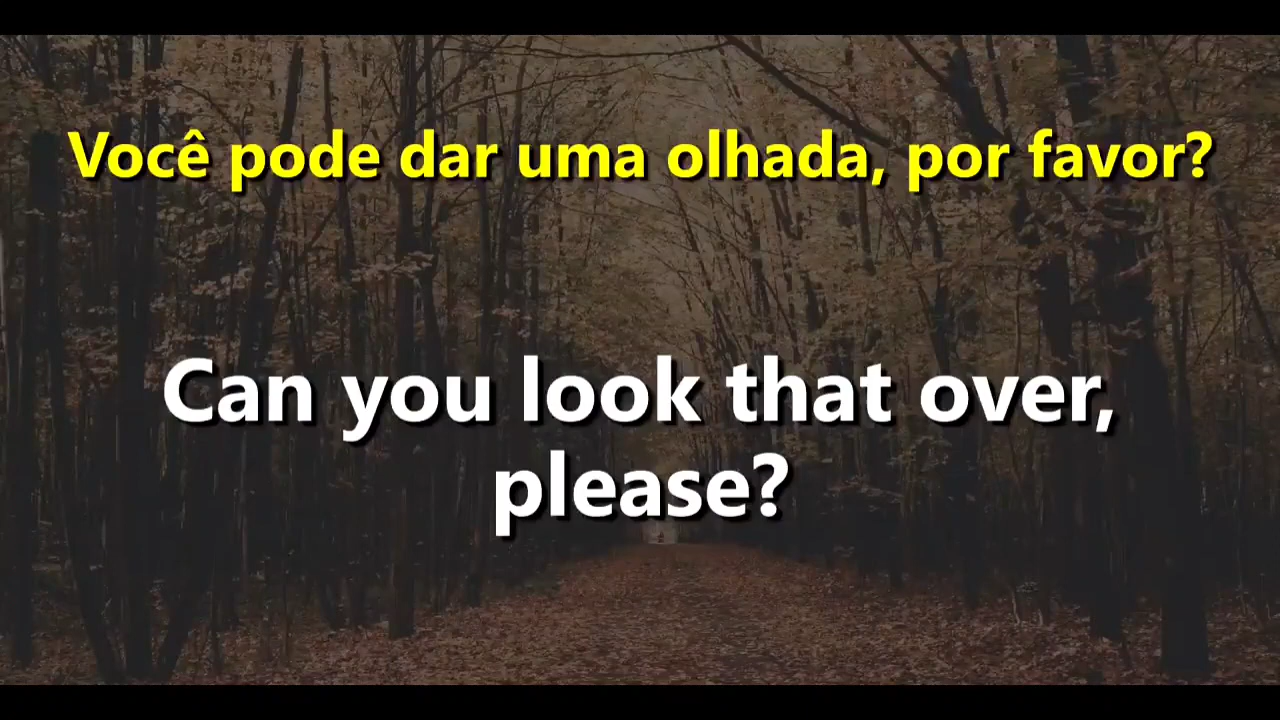 Você pode dar uma olhada, por favor?
Can you look that over,
please?